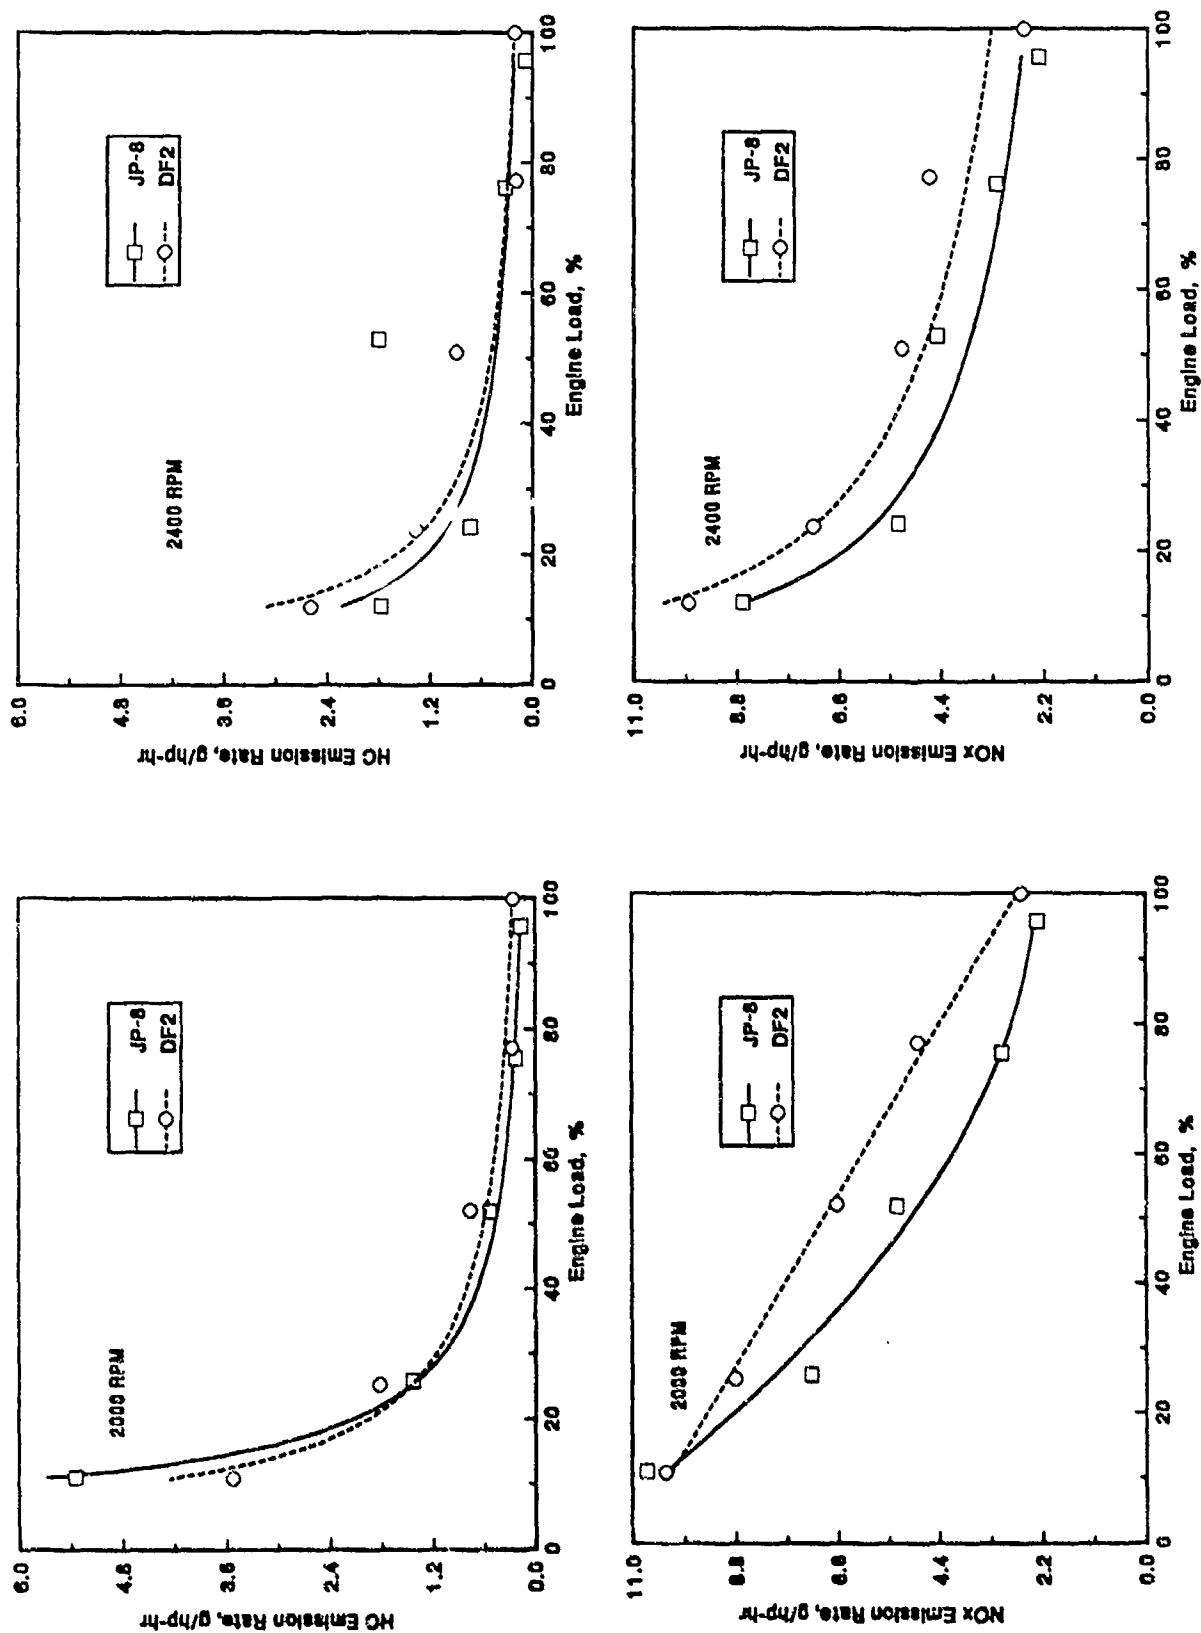 HC Emission Rate, g/hp-hr
6.0
4.8
3.6
2.4
1.2
0.0
2000 RPM
JP-8
DF2
0 20 40 60 80 100
Engine Load, %
HC Emission Rate, g/hp-hr
6.0
4.8
3.6
2.4
1.2
0.0
2400 RPM
JP-8
DF2
0 20 40 60 80 100
Engine Load, %
NOx Emission Rate, g/hp-hr
11.0
8.8
6.6
4.4
2.2
0.0
2000 RPM
JP-8
DF2
0 20 40 60 80 100
Engine Load, %
NOx Emission Rate, g/hp-hr
11.0
8.8
6.6
4.4
2.2
0.0
2400 RPM
JP-8
DF2
0 20 40 60 80 100
Engine Load, %